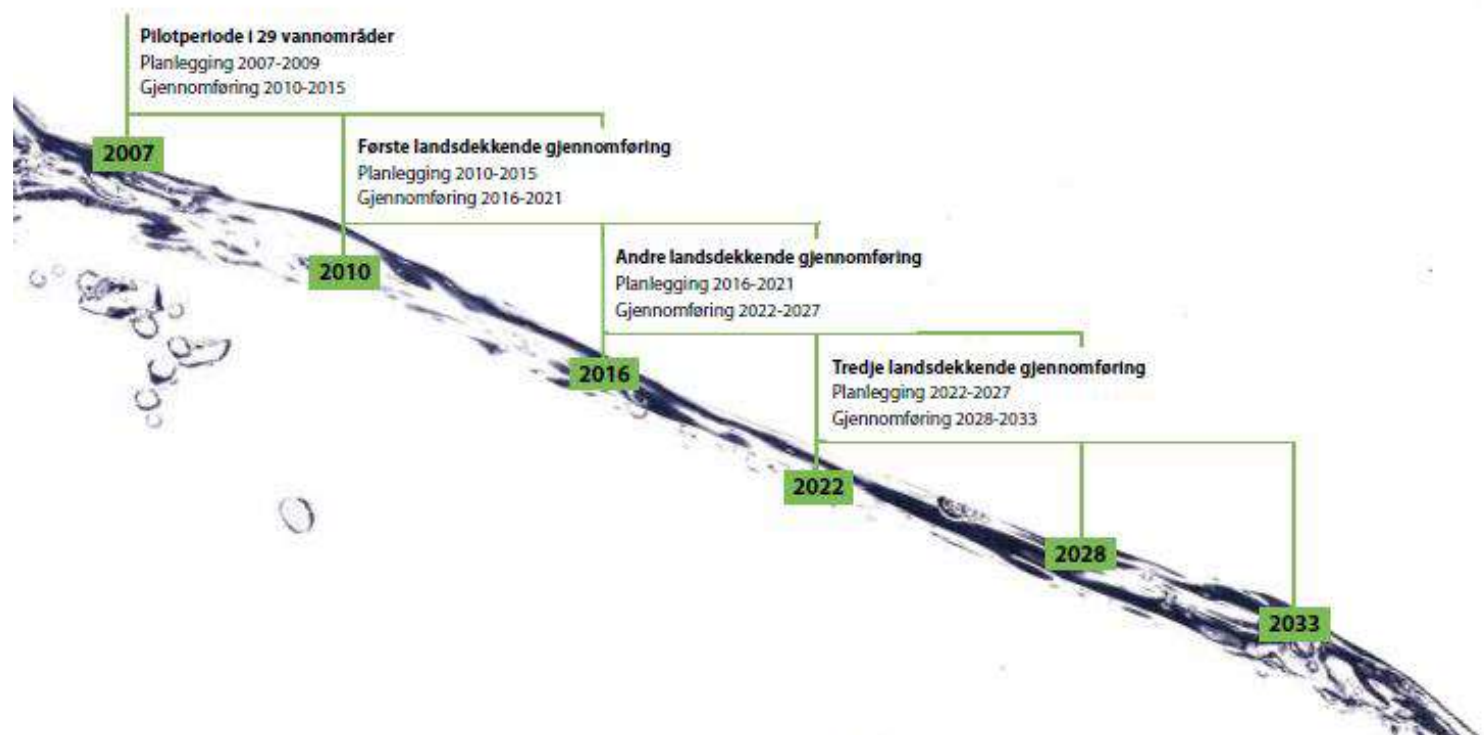 Pilotperiode i 29 vannområder
Planlegging 2007-2009
Gjennomføring 2010-2015
2007
Første landsdekkende gjennomføring
Planlegging 2010-2015
Gjennomføring 2016-2021
2010
Andre landsdekkende gjennomføring
Planlegging 2016-2021
Gjennomføring 2022-2027
2016
Tredje landsdekkende gjennomføring
Planlegging 2022-2027
Gjennomføring 2028-2033
2022
2028
2033